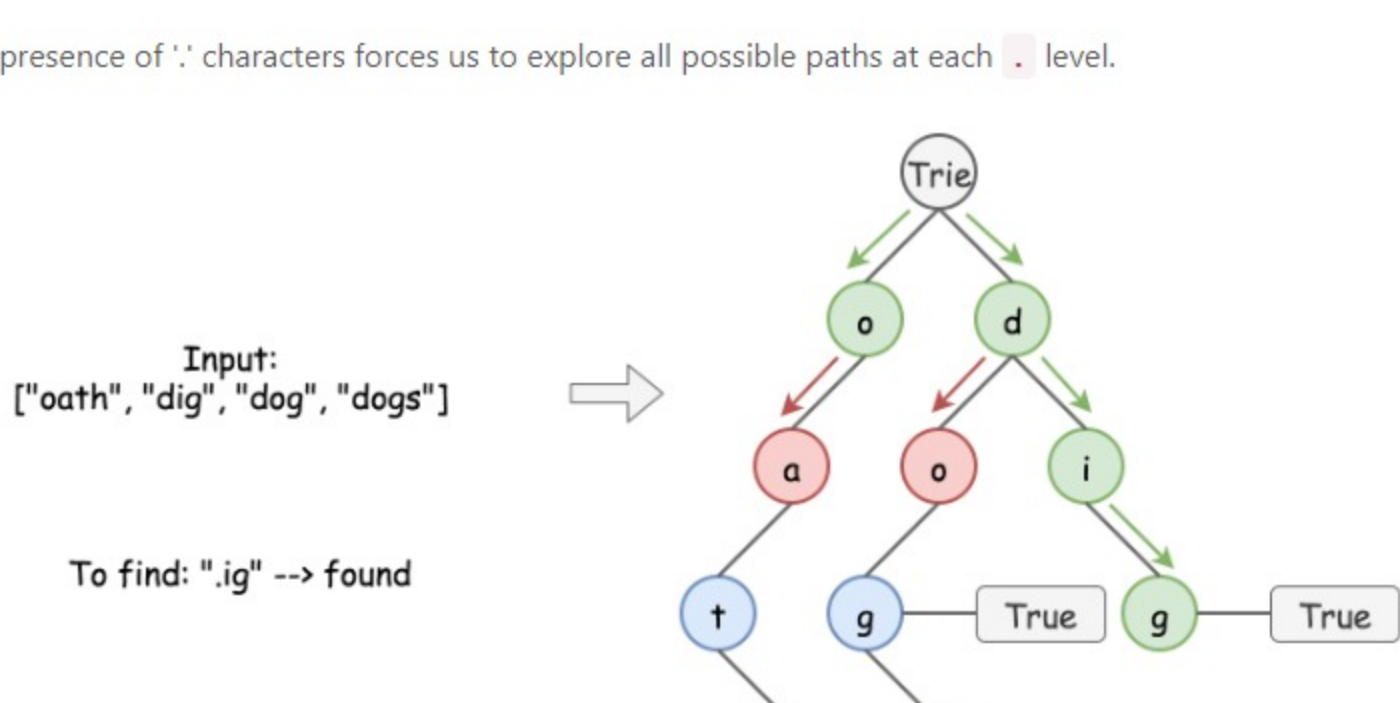 presence of '.' characters forces us to explore all possible paths at each . level.
Trie
o d
Input:
["oath", "dig", "dog", "dogs"]
a o i
To find: ".ig" --> found
t g True g True